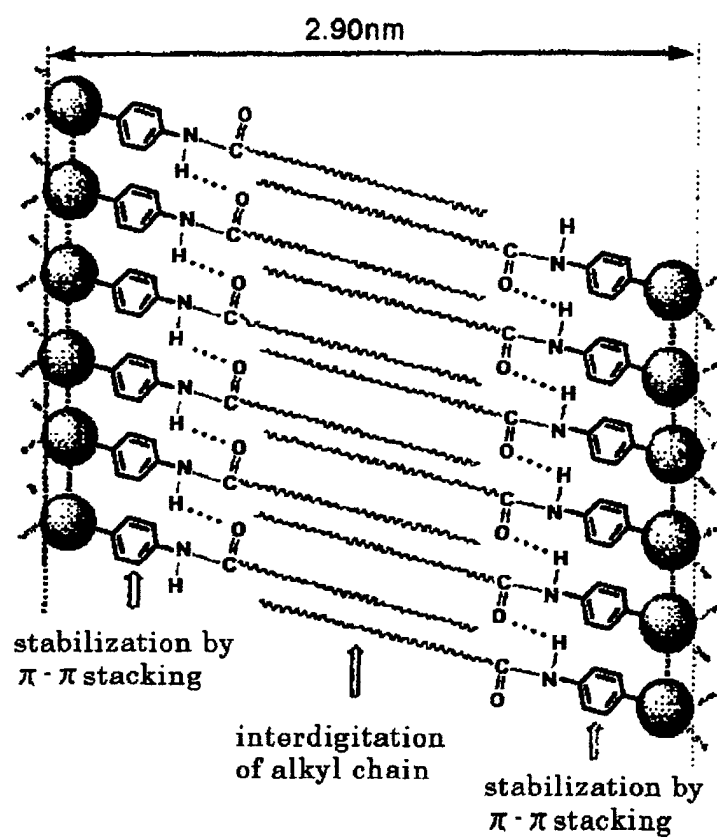 2.90nm
O
N
C
H
O
N H
C
H C N
O O
N H
C C N
H
O O
N H
C C N
H
O O
N H
C C N
H
O O
N H
C C N
H O
stabilization by
H
π-π stacking
C N
O
interdigitation
of alkyl chain
stabilization by
π-π stacking